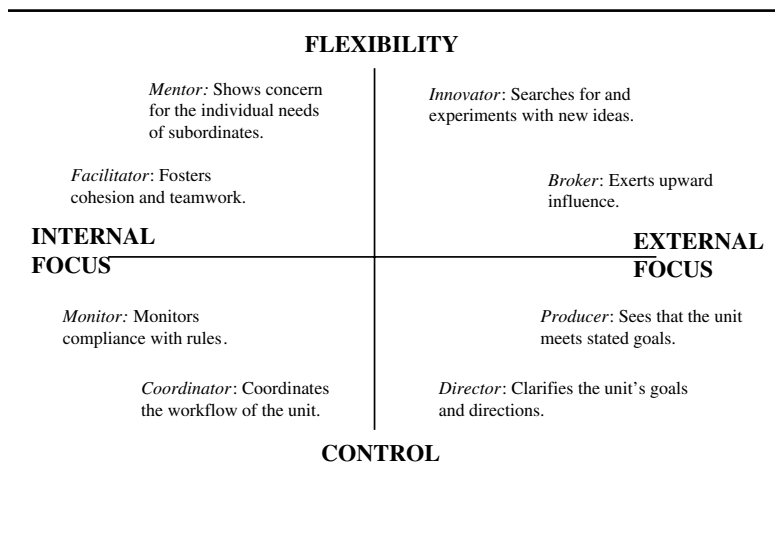 FLEXIBILITY
Mentor: Shows concern
for the individual needs
of subordinates.
Innovator: Searches for and
experiments with new ideas.
Facilitator: Fosters
cohesion and teamwork.
Broker: Exerts upward
influence.
INTERNAL
FOCUS
EXTERNAL
FOCUS
Monitor: Monitors
compliance with rules.
Producer: Sees that the unit
meets stated goals.
Coordinator: Coordinates
the workflow of the unit.
Director: Clarifies the unit's goals
and directions.
CONTROL